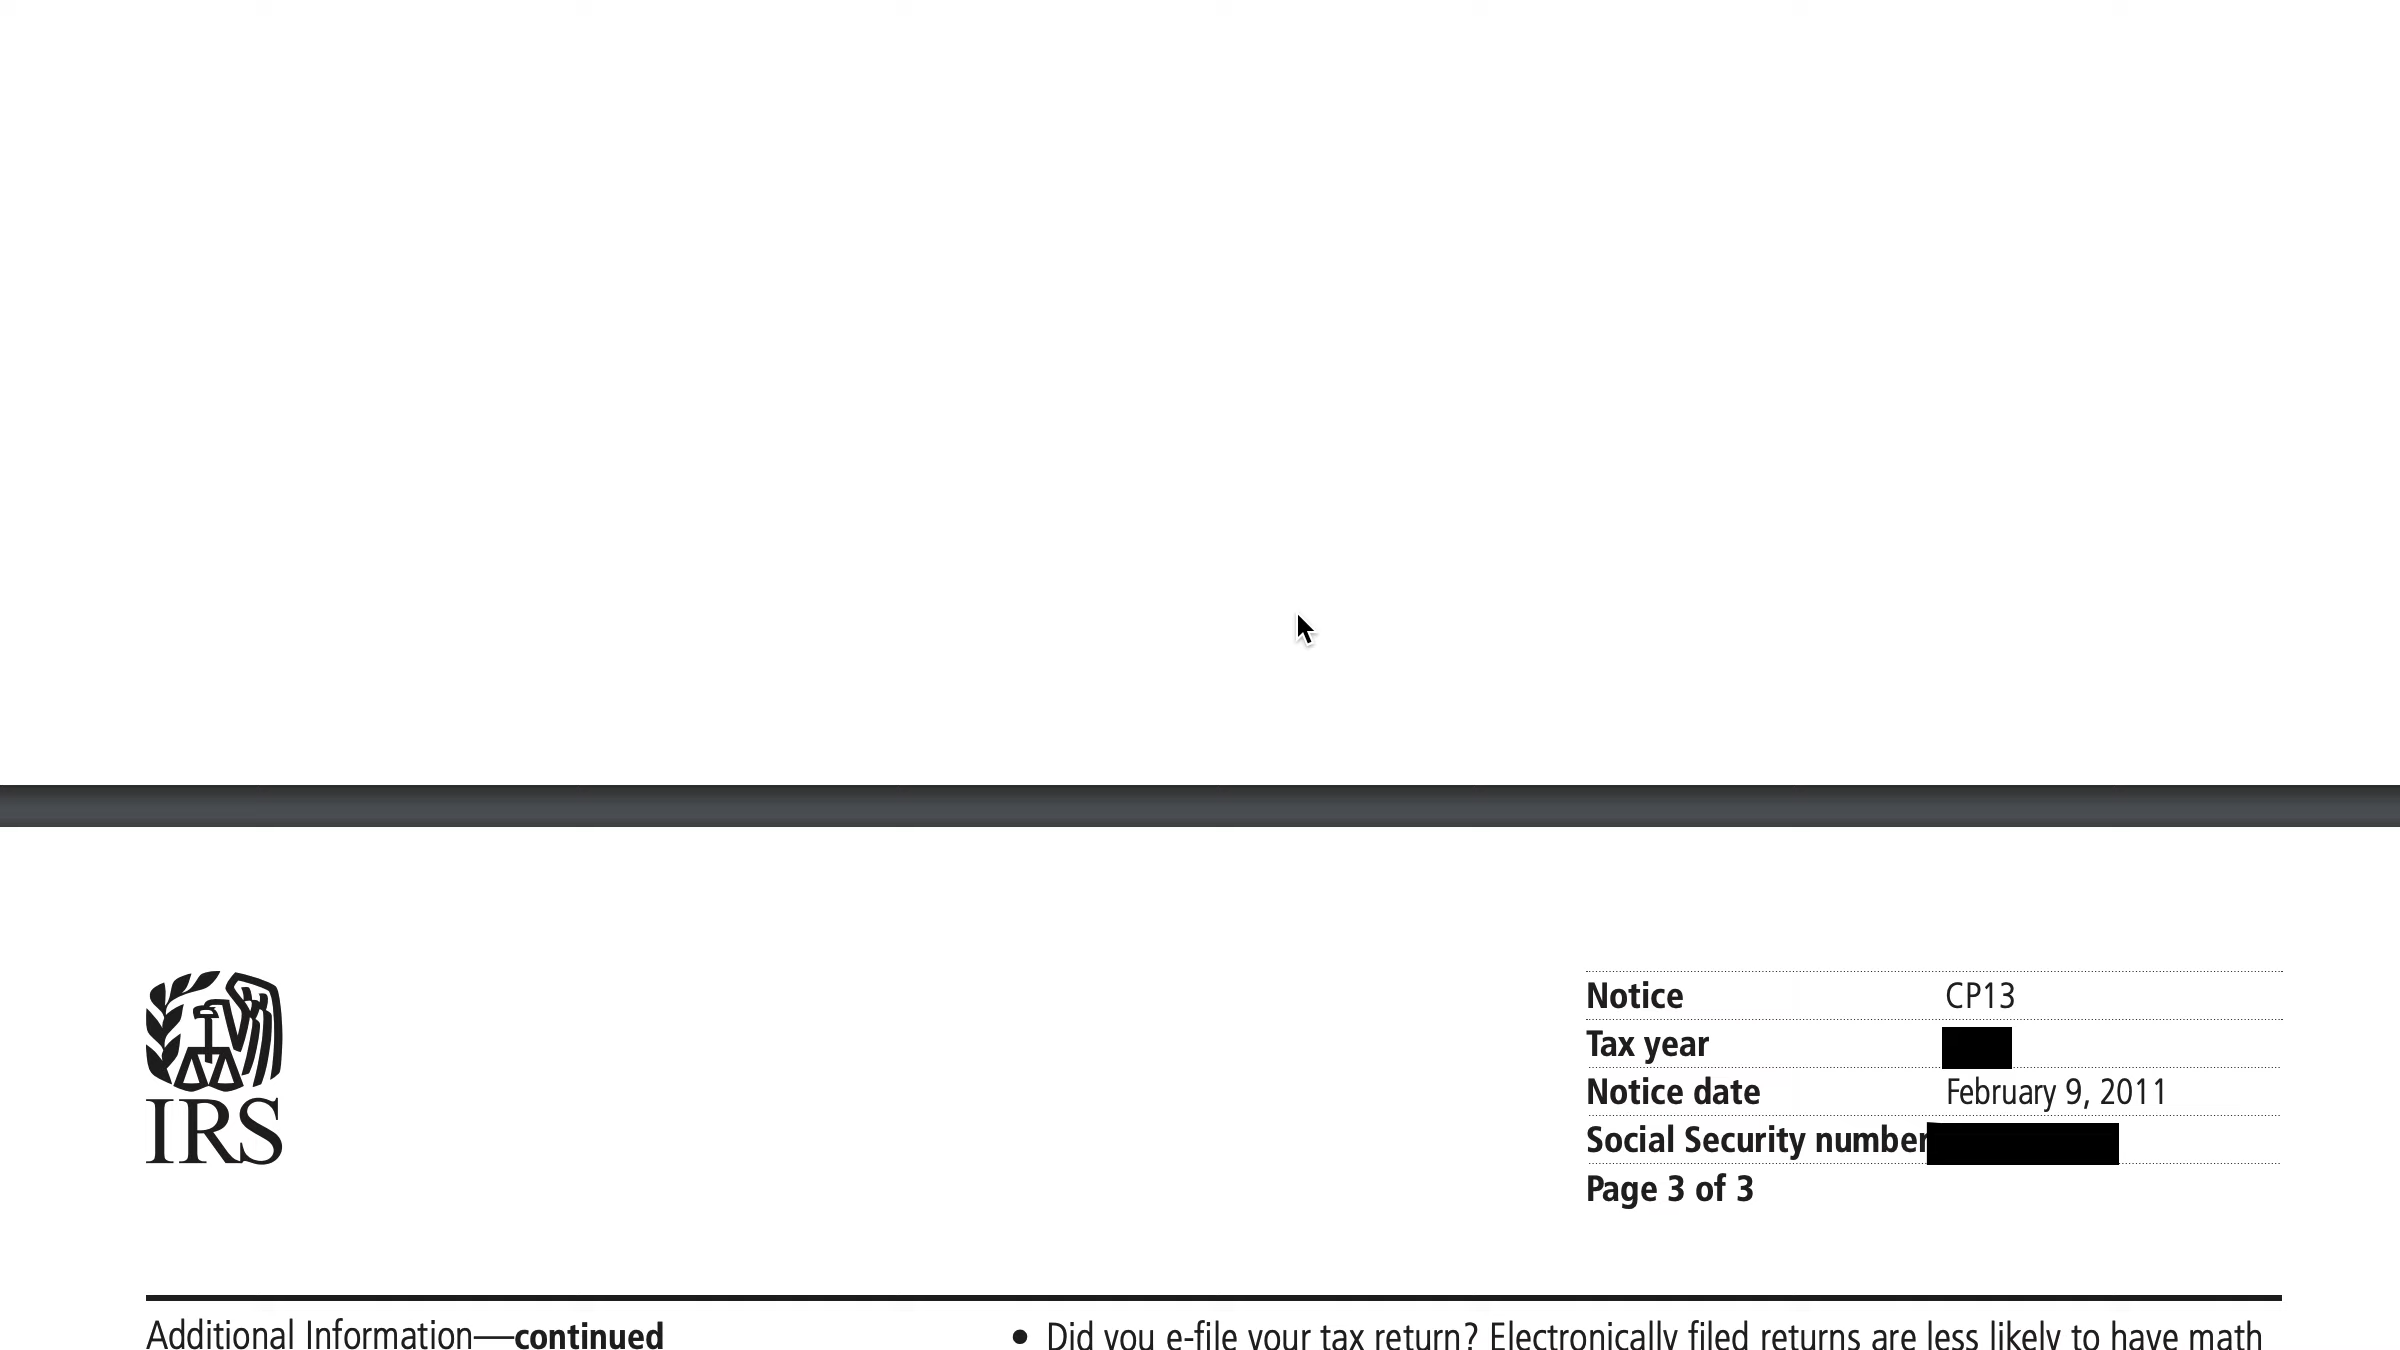 IRS
Notice CP13
Tax year
Notice date February 9, 2011
Social Security number
Page 3 of 3
Additional Information—continued
• Did you e-file your tax return? Electronically filed returns are less likely to have math